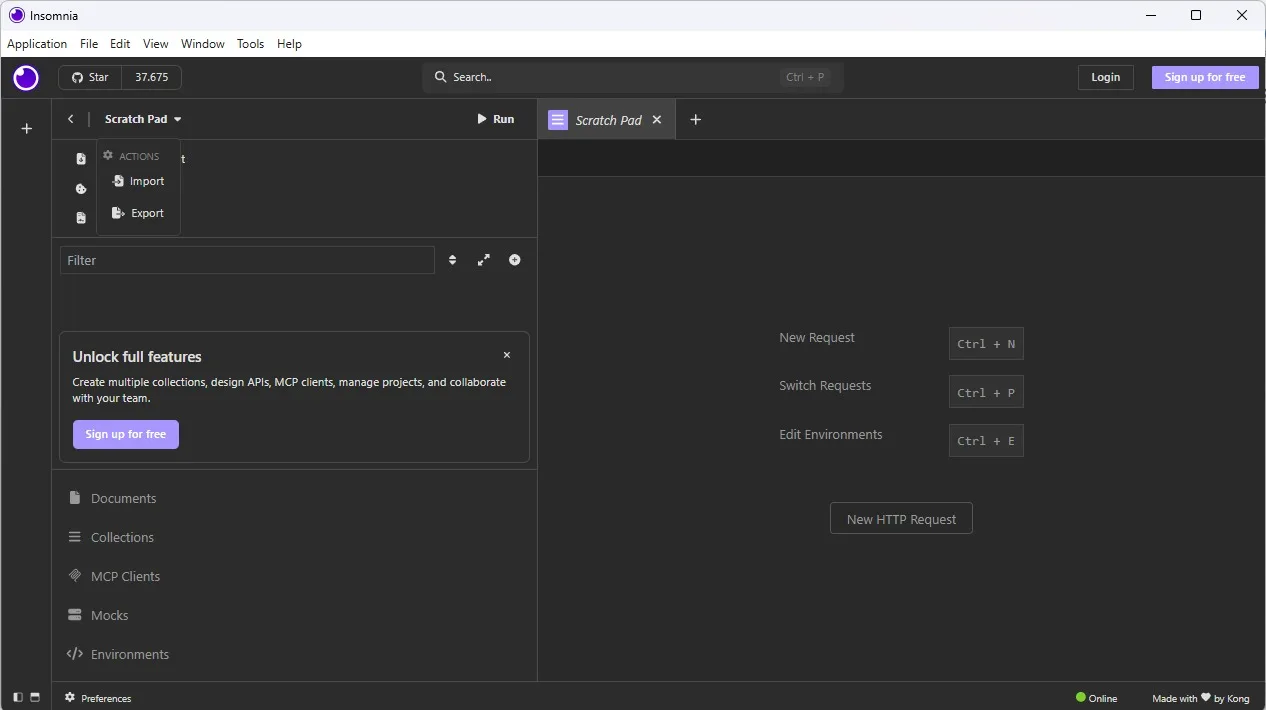 Insomnia
Application File Edit View Window Tools Help
Star 37.675
Search.. Ctrl + P
Login
Sign up for free
Scratch Pad
Run
Scratch Pad
ACTIONS
t
Import
Export
Filter
Unlock full features
Create multiple collections, design APIs, MCP clients, manage projects, and collaborate
with your team.
Sign up for free
New Request Ctrl + N
Switch Requests Ctrl + P
Edit Environments Ctrl + E
New HTTP Request
Documents
Collections
MCP Clients
Mocks
Environments
Preferences
Online
Made with ♥ by Kong